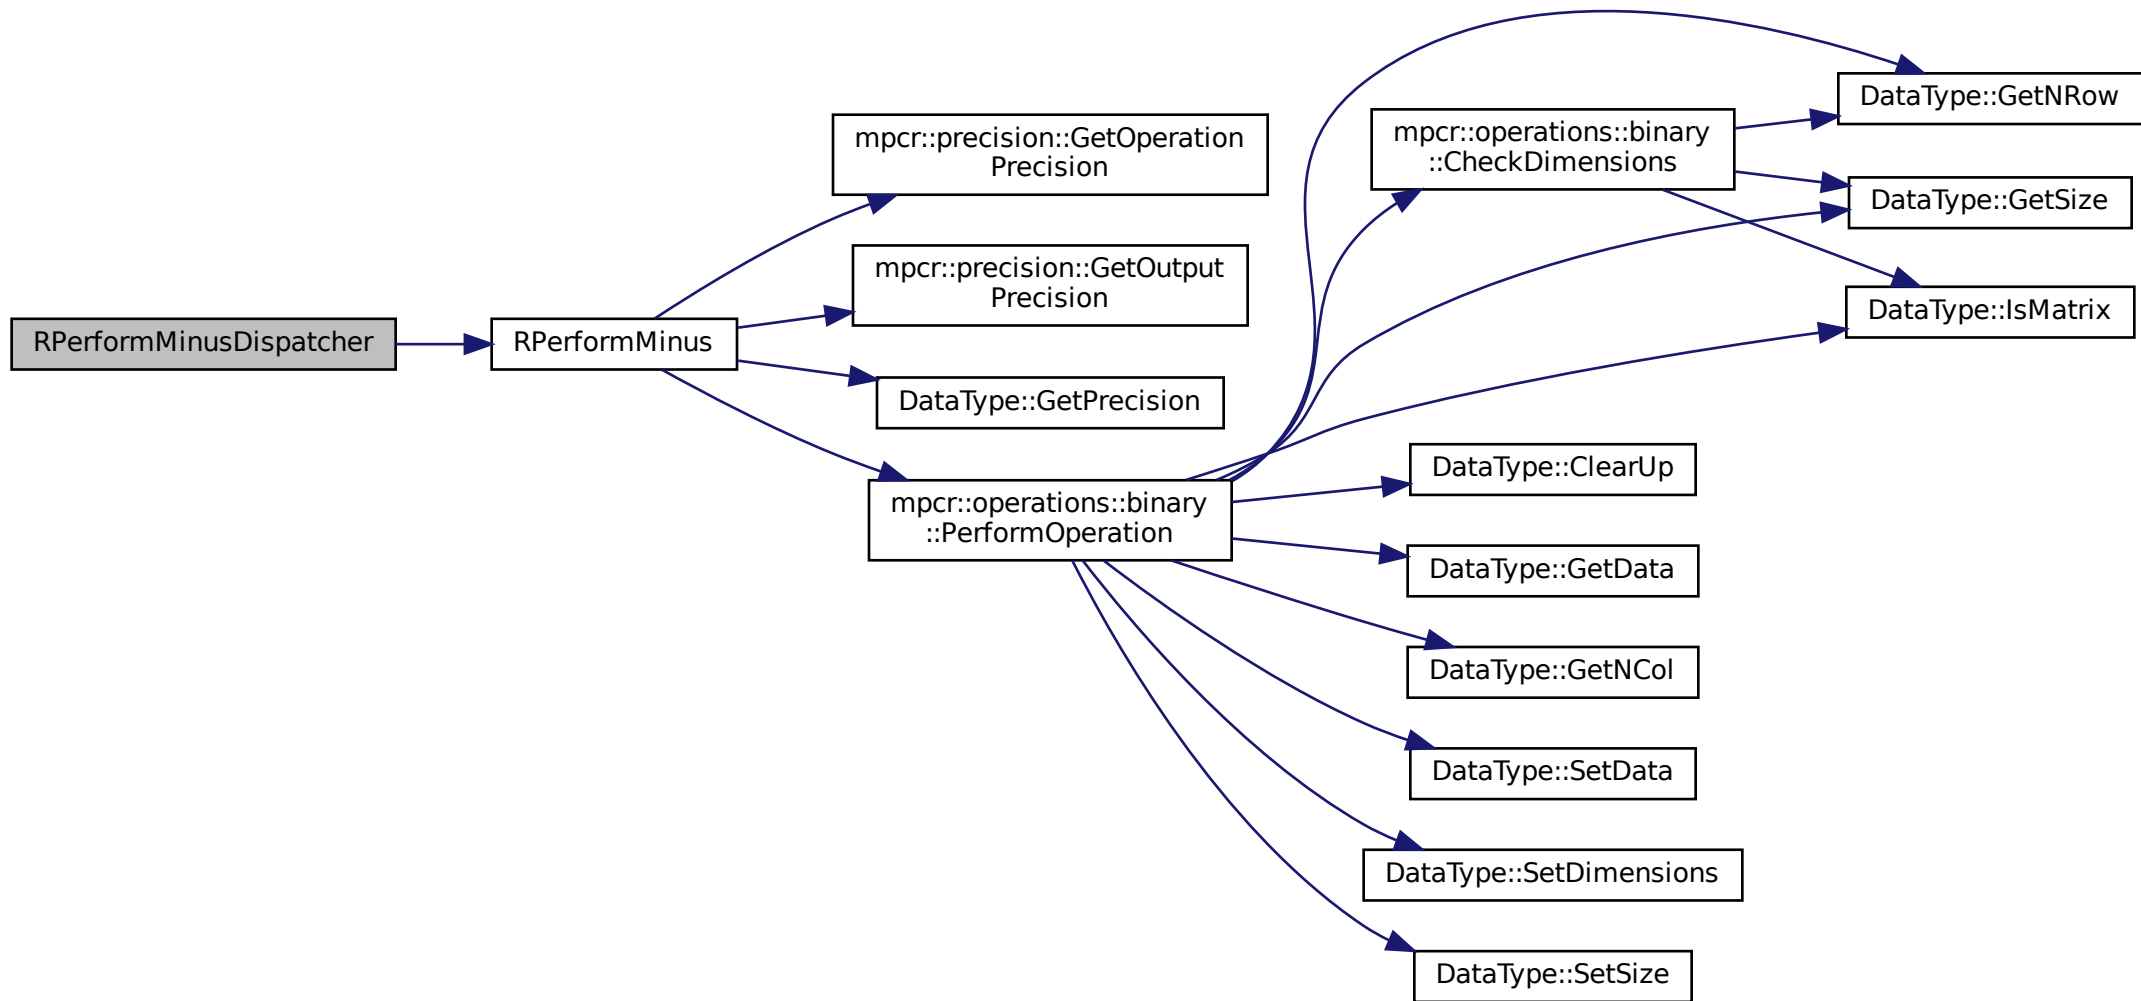 RPerformMinusDispatcher
RPerformMinus
mpcr::precision::GetOperation
Precision
mpcr::precision::GetOutput
Precision
DataType::GetPrecision
mpcr::operations::binary
::PerformOperation
mpcr::operations::binary
::CheckDimensions
DataType::GetNRow
DataType::GetSize
DataType::IsMatrix
DataType::ClearUp
DataType::GetData
DataType::GetNCol
DataType::SetData
DataType::SetDimensions
DataType::SetSize